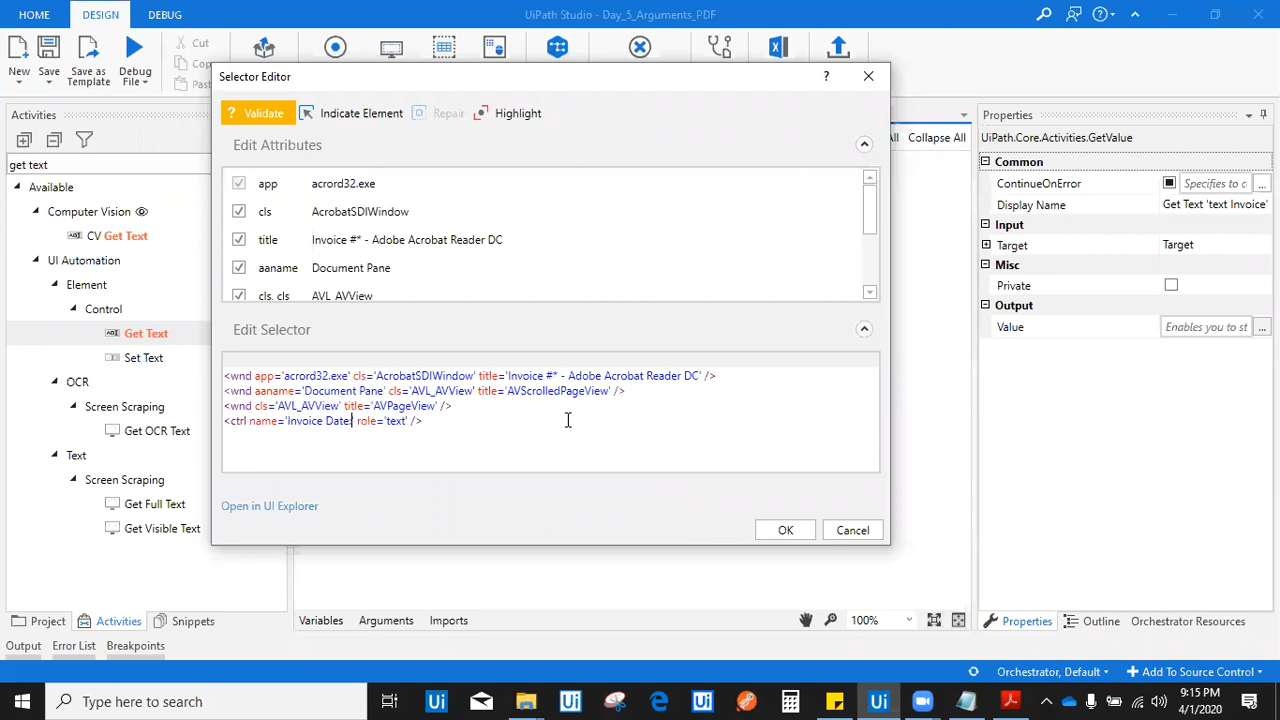 HOME DESIGN DEBUG UiPath Studio - Day_5_Arguments_PDF
New Save Save as Template Debug File Cut Paste
Activities
get text
Available
Computer Vision
CV Get Text
UI Automation
Element
Control
Get Text
Set Text
OCR
Screen Scraping
Get OCR Text
Text
Screen Scraping
Get Full Text
Get Visible Text
Project Activities Snippets
Output Error List Breakpoints
Selector Editor ?
? Validate Indicate Element Repair Highlight
Edit Attributes
app acrord32.exe
cls AcrobatSDIWindow
title Invoice #* - Adobe Acrobat Reader DC
aaname Document Pane
cls, cls AVL_AVView
Edit Selector
<wnd app='acrord32.exe' cls='AcrobatSDIWindow' title='Invoice #* - Adobe Acrobat Reader DC' />
<wnd aaname='Document Pane' cls='AVL_AVView' title='AVScrolledPageView' />
<wnd cls='AVL_AVView' title='AVPageView' />
<ctrl name='Invoice Date: role='text' />
Open in UI Explorer
OK Cancel
Collapse All
Variables Arguments Imports 100%
Properties
UiPath.Core.Activities.GetValue
Common
ContinueOnError Specifies to c ...
Display Name Get Text 'text Invoice'
Input
Target Target
Misc
Private
Output
Value Enables you to st ...
Properties Outline Orchestrator Resources
Orchestrator, Default Add To Source Control
Type here to search
9:15 PM
4/1/2020